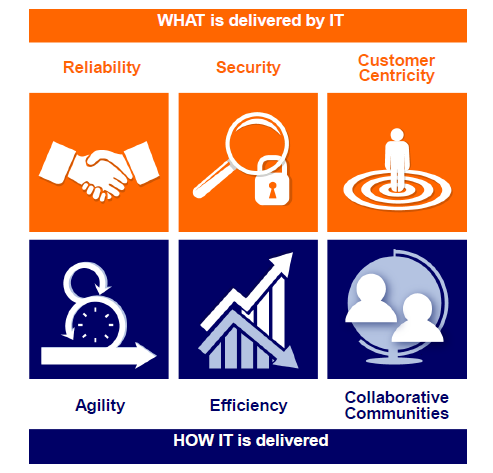 WHAT is delivered by IT
Reliability
Security
Customer
Centricity
Agility
Efficiency
Collaborative
Communities
HOW IT is delivered